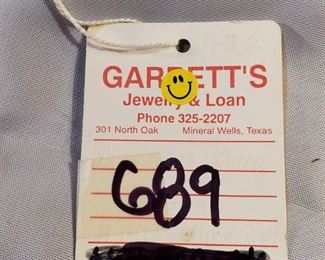 GARRETT'S
Jewelry & Loan
Phone 325-2207
301 North Oak Mineral Wells, Texas
689